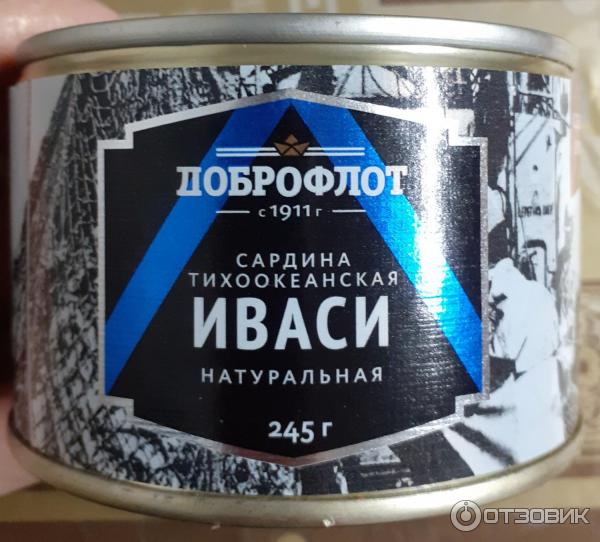 ДОБРОФЛОТ
с 1911 г
САРДИНА
ТИХООКЕАНСКАЯ
ИВАСИ
НАТУРАЛЬНАЯ
245 г
ОТЗОВИК